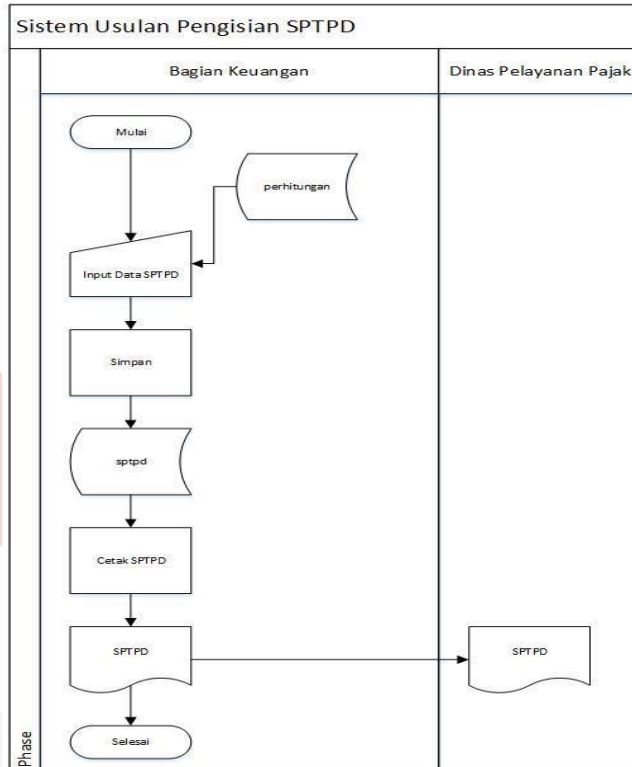 Sistem Usulan Pengisian SPTPD
Bagian Keuangan
Dinas Pelayanan Pajak
Mulai
perhitungan
Input Data SPTPD
Simpan
sptpd
Cetak SPTPD
SPTPD
SPTPD
Selesai
Phase